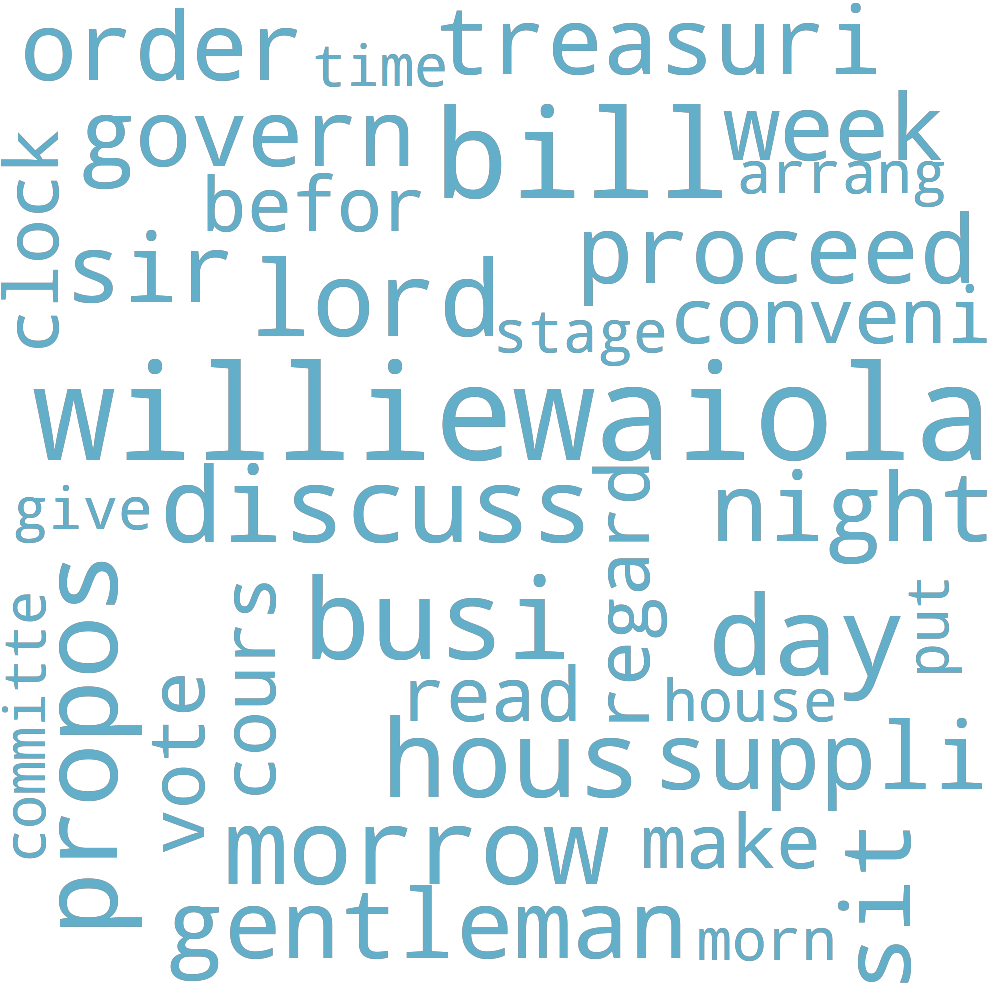 order
time
treasuri
govern
bill
week
clock
befor
arrang
sir
lord
proceed
stage
conveni
williewaiola
give
discuss
regard
night
committe
propos
cours
busi
day
put
vote
read
house
hous
suppli
morrow
make
sit
gentleman
morn